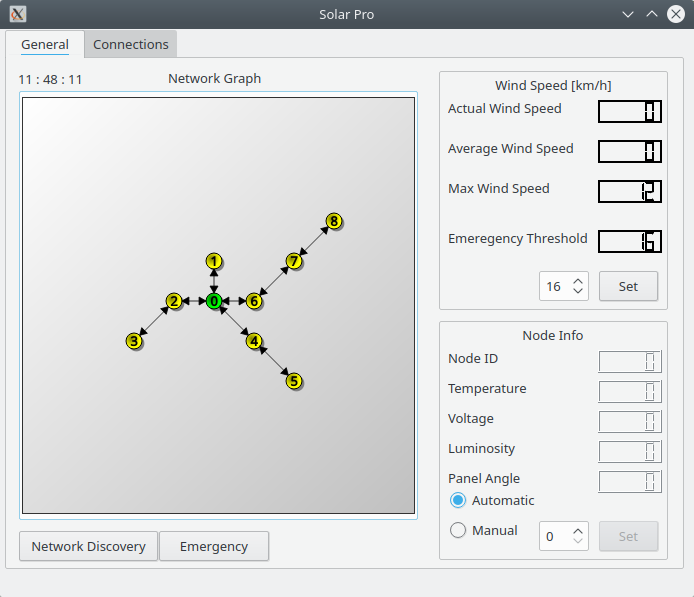 Solar Pro
General Connections
11 : 48 : 11 Network Graph
8
1 7
2 0 6
3 4
5
Network Discovery Emergency
Wind Speed [km/h]
Actual Wind Speed 0
Average Wind Speed 0
Max Wind Speed 12
Emeregency Threshold 16
16 Set
Node Info
Node ID 0
Temperature 0
Voltage 0
Luminosity 0
Panel Angle 0
Automatic
Manual 0 Set